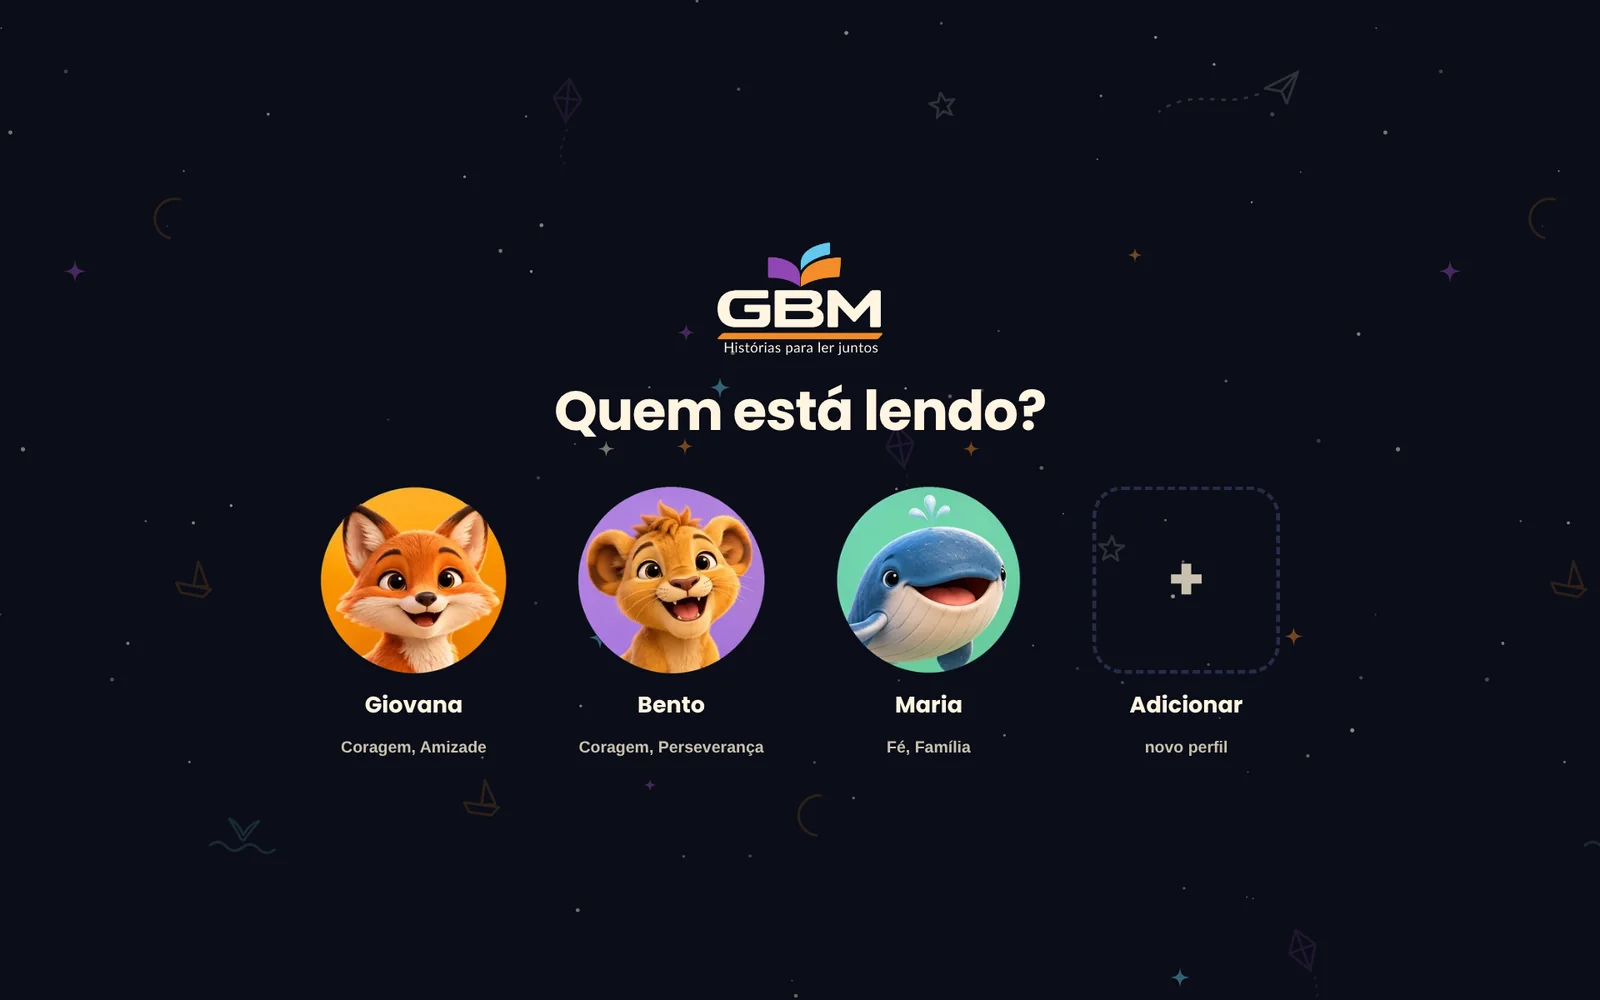 GBM
Histórias para ler juntos
Quem está lendo?
Giovana
Bento
Maria
Adicionar
Coragem, Amizade
Coragem, Perseverança
Fé, Família
novo perfil